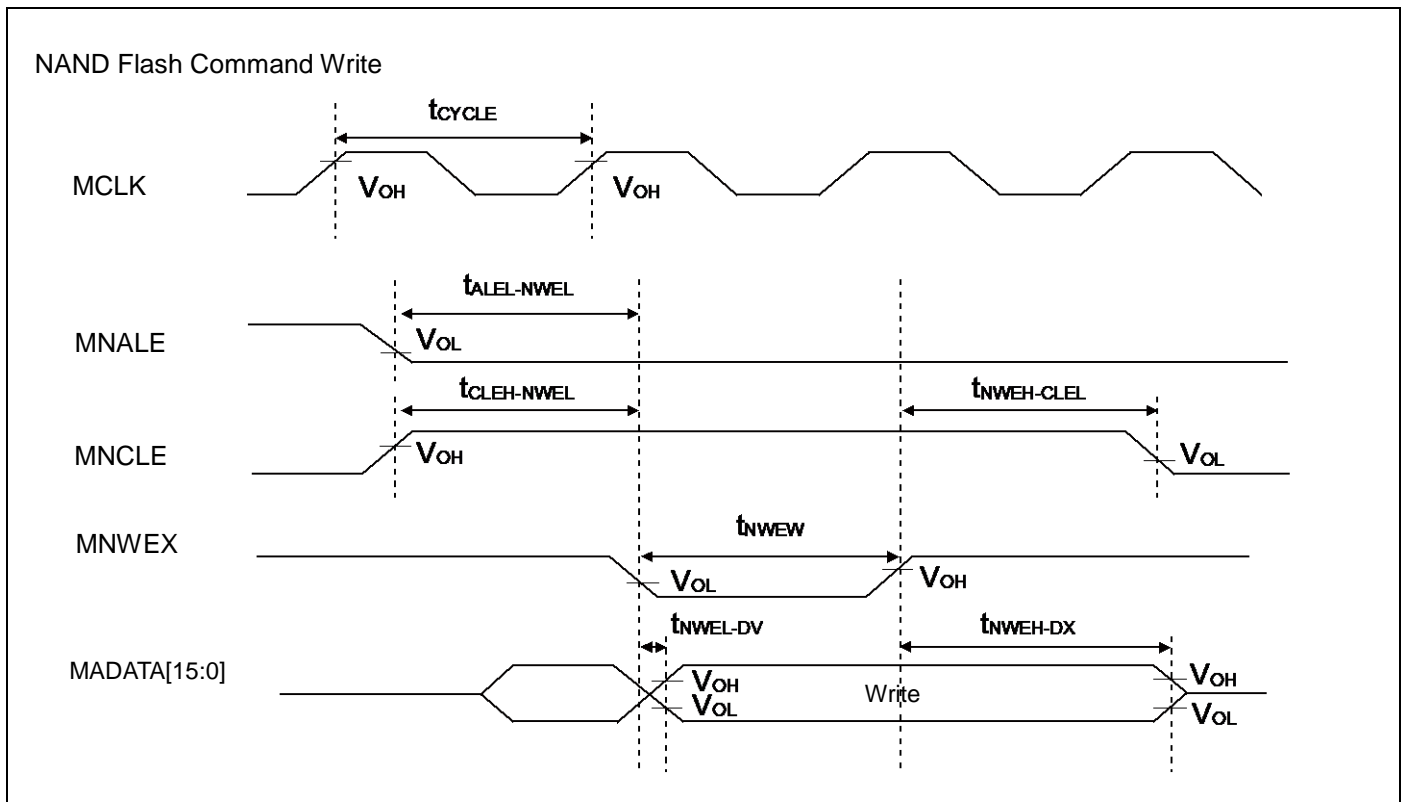 NAND Flash Command Write
tCYCLE
MCLK
VOH VOH
tALEL-NWEL
MNALE
VOL
tCLEH-NWEL tNWEH-CLEL
MNCLE
VOH VOL
tNWEW
MNWEX
VOL VOH
tNWEL-DV tNWEH-DX
MADATA[15:0]
VOH Write VOH
VOL VOL